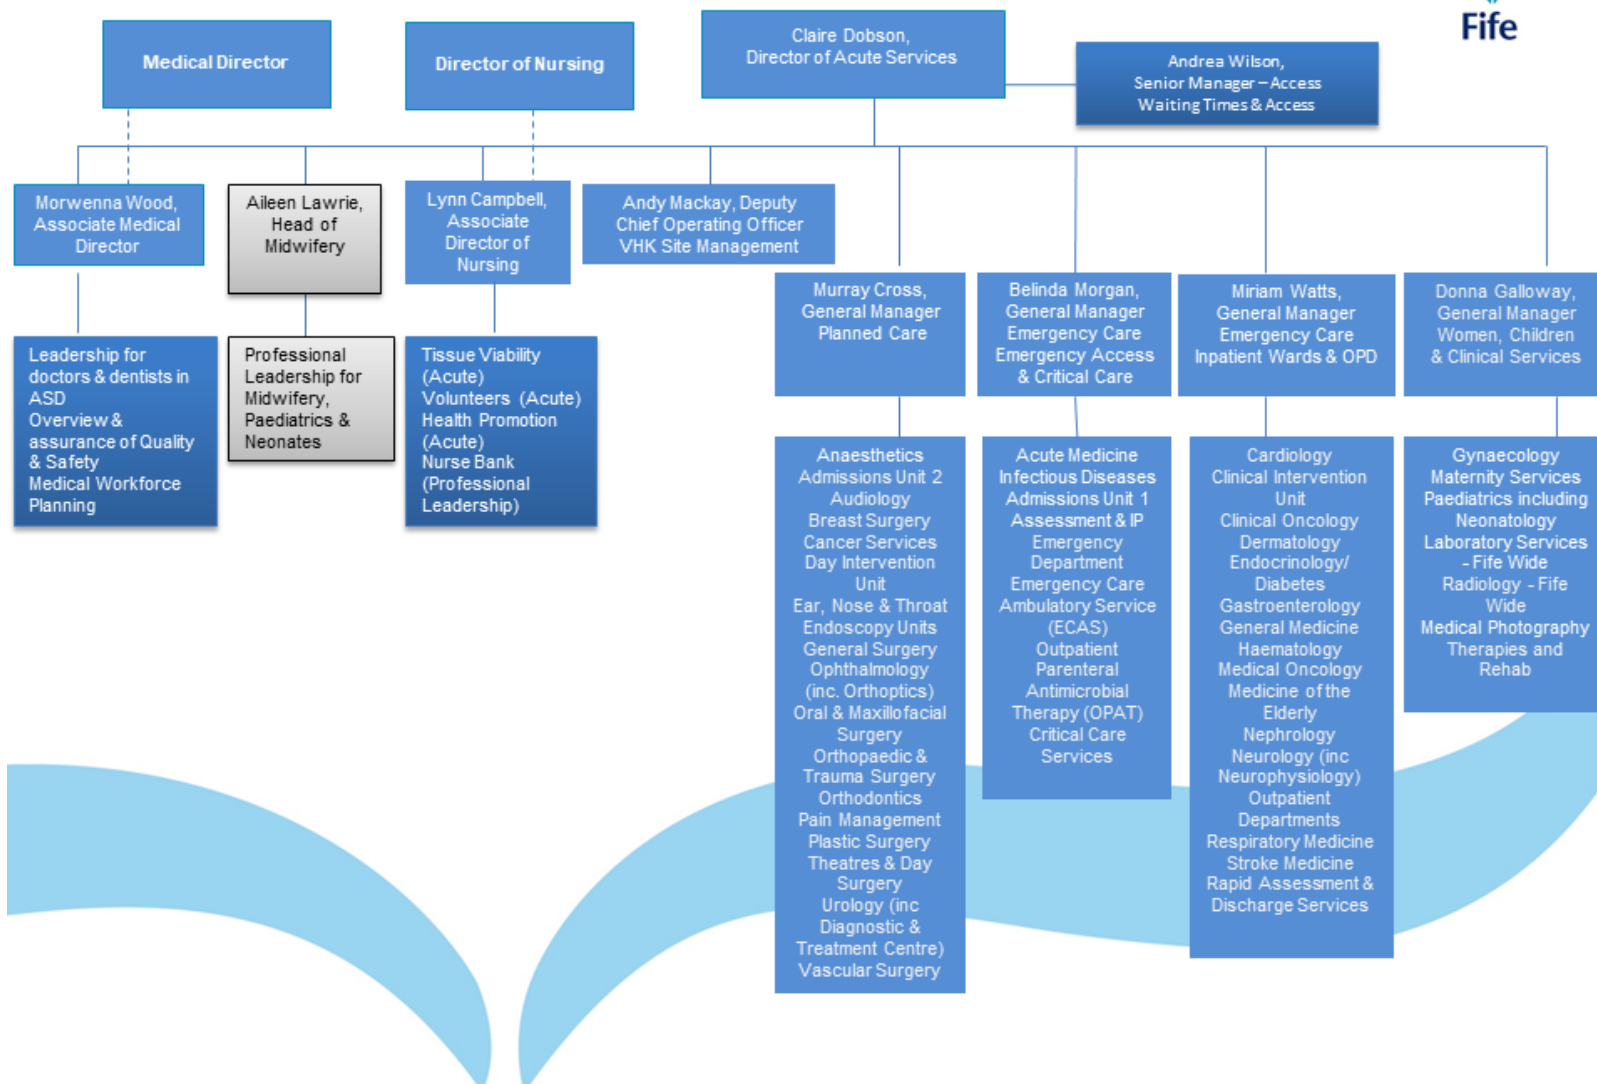 Fife
Medical Director
Director of Nursing
Claire Dobson,
Director of Acute Services
Andrea Wilson,
Senior Manager – Access
Waiting Times & Access
Morwenna Wood,
Associate Medical
Director
Aileen Lawrie,
Head of
Midwifery
Lynn Campbell,
Associate
Director of
Nursing
Andy Mackay, Deputy
Chief Operating Officer
VHK Site Management
Murray Cross,
General Manager
Planned Care
Belinda Morgan,
General Manager
Emergency Care
Emergency Access
& Critical Care
Miriam Watts,
General Manager
Emergency Care
Inpatient Wards & OPD
Donna Galloway,
General Manager
Women, Children
& Clinical Services
Leadership for
doctors & dentists in
ASD
Overview &
assurance of Quality
& Safety
Medical Workforce
Planning
Professional
Leadership for
Midwifery,
Paediatrics &
Neonates
Tissue Viability
(Acute)
Volunteers (Acute)
Health Promotion
(Acute)
Nurse Bank
(Professional
Leadership)
Anaesthetics
Admissions Unit 2
Audiology
Breast Surgery
Cancer Services
Day Intervention
Unit
Ear, Nose & Throat
Endoscopy Units
General Surgery
Ophthalmology
(inc. Orthoptics)
Oral & Maxillofacial
Surgery
Orthopaedic &
Trauma Surgery
Orthodontics
Pain Management
Plastic Surgery
Theatres & Day
Surgery
Urology (inc
Diagnostic &
Treatment Centre)
Vascular Surgery
Acute Medicine
Infectious Diseases
Admissions Unit 1
Assessment & IP
Emergency
Department
Emergency Care
Ambulatory Service
(ECAS)
Outpatient
Parenteral
Antimicrobial
Therapy (OPAT)
Critical Care
Services
Cardiology
Clinical Intervention
Unit
Clinical Oncology
Dermatology
Endocrinology/
Diabetes
Gastroenterology
General Medicine
Haematology
Medical Oncology
Medicine of the
Elderly
Nephrology
Neurology (inc
Neurophysiology)
Outpatient
Departments
Respiratory Medicine
Stroke Medicine
Rapid Assessment &
Discharge Services
Gynaecology
Maternity Services
Paediatrics including
Neonatology
Laboratory Services
- Fife Wide
Radiology - Fife
Wide
Medical Photography
Therapies and
Rehab